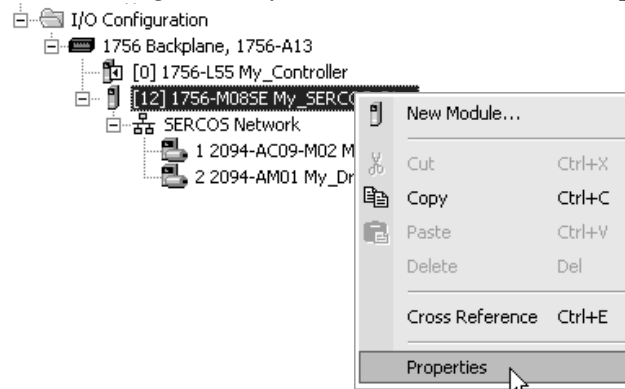 I/O Configuration
1756 Backplane, 1756-A13
[0] 1756-L55 My_Controller
[12] 1756-M08SE My_SERCOS
New Module...
SERCOS Network
1 2094-AC09-M02 M
Cut Ctrl+X
2 2094-AM01 My_Dr
Copy Ctrl+C
Paste Ctrl+V
Delete Del
Cross Reference Ctrl+E
Properties